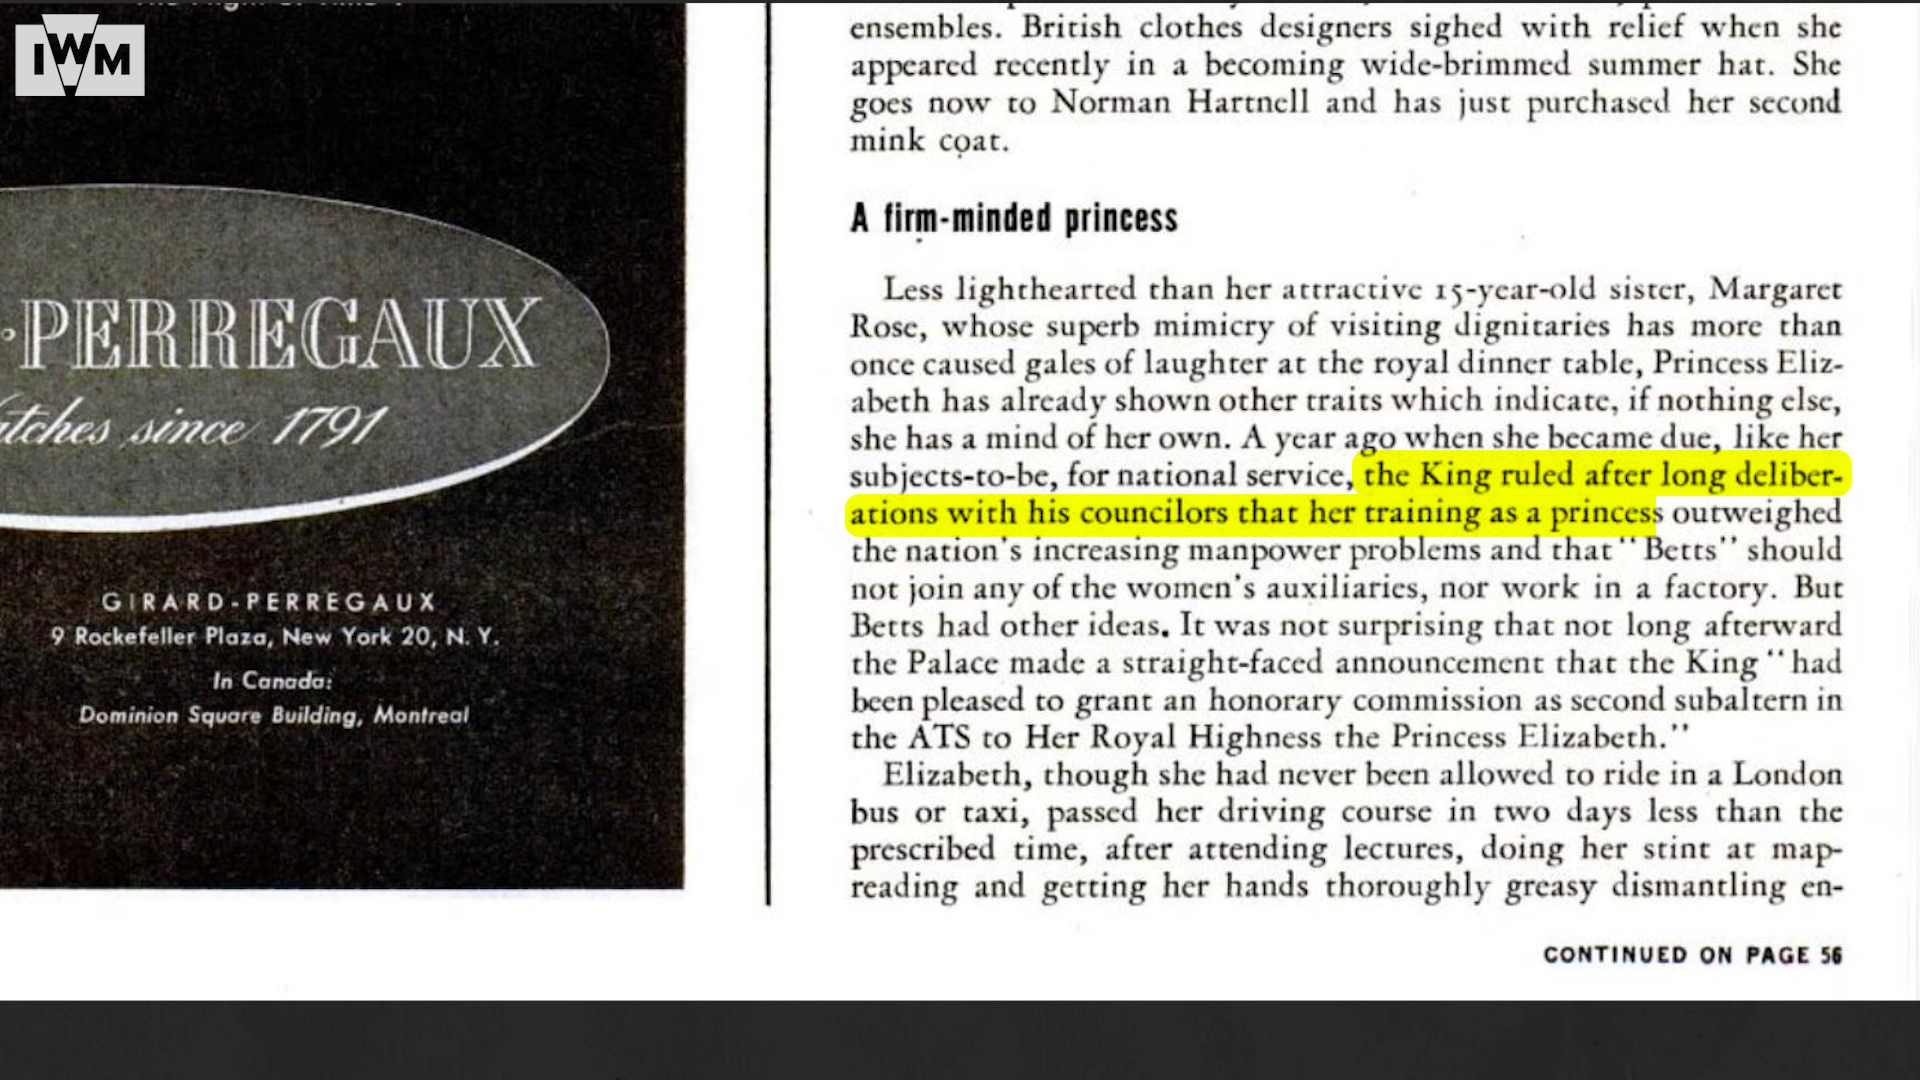 IWM
·PERREGAUX
since 1791
GIRARD-PERREGAUX
9 Rockefeller Plaza, New York 20, N. Y.
In Canada:
Dominion Square Building, Montreal
ensembles. British clothes designers sighed with relief when she
appeared recently in a becoming wide-brimmed summer hat. She
goes now to Norman Hartnell and has just purchased her second
mink coat.
A firm-minded princess
Less lighthearted than her attractive 15-year-old sister, Margaret
Rose, whose superb mimicry of visiting dignitaries has more than
once caused gales of laughter at the royal dinner table, Princess Eliz-
abeth has already shown other traits which indicate, if nothing else,
she has a mind of her own. A year ago when she became due, like her
subjects-to-be, for national service, the King ruled after long deliber-
ations with his councilors that her training as a princess outweighed
the nation's increasing manpower problems and that "Betts" should
not join any of the women's auxiliaries, nor work in a factory. But
Betts had other ideas. It was not surprising that not long afterward
the Palace made a straight-faced announcement that the King "had
been pleased to grant an honorary commission as second subaltern in
the ATS to Her Royal Highness the Princess Elizabeth."
Elizabeth, though she had never been allowed to ride in a London
bus or taxi, passed her driving course in two days less than the
prescribed time, after attending lectures, doing her stint at map-
reading and getting her hands thoroughly greasy dismantling en-
CONTINUED ON PAGE 56